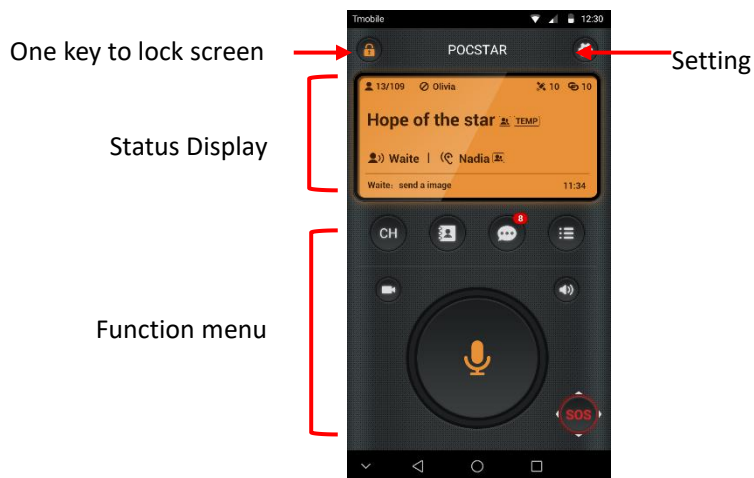 Tmobile 12:30
One key to lock screen
POCSTAR
Setting
13/109 Olivia 10 10
Hope of the star TEMP
Status Display
Waite | Nadia
Waite: send a image 11:34
8
CH
Function menu
SOS